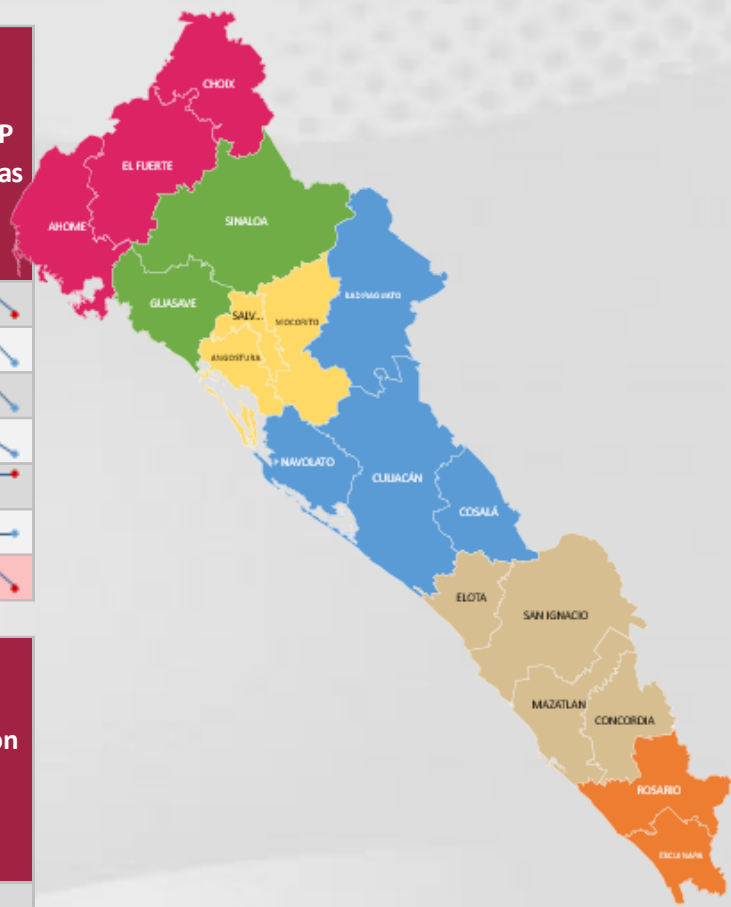 P
as
on
CHOIX
EL FUERTE
AHOME
SINALOA
GUASAVE
SALV...
MOCORITO
BADIRAGUATO
ANGOSTURA
NAVOLATO
CULIACÁN
COSALÁ
ELOTA
SAN IGNACIO
MAZATLAN
CONCORDIA
ROSARIO
ESCUINAPA